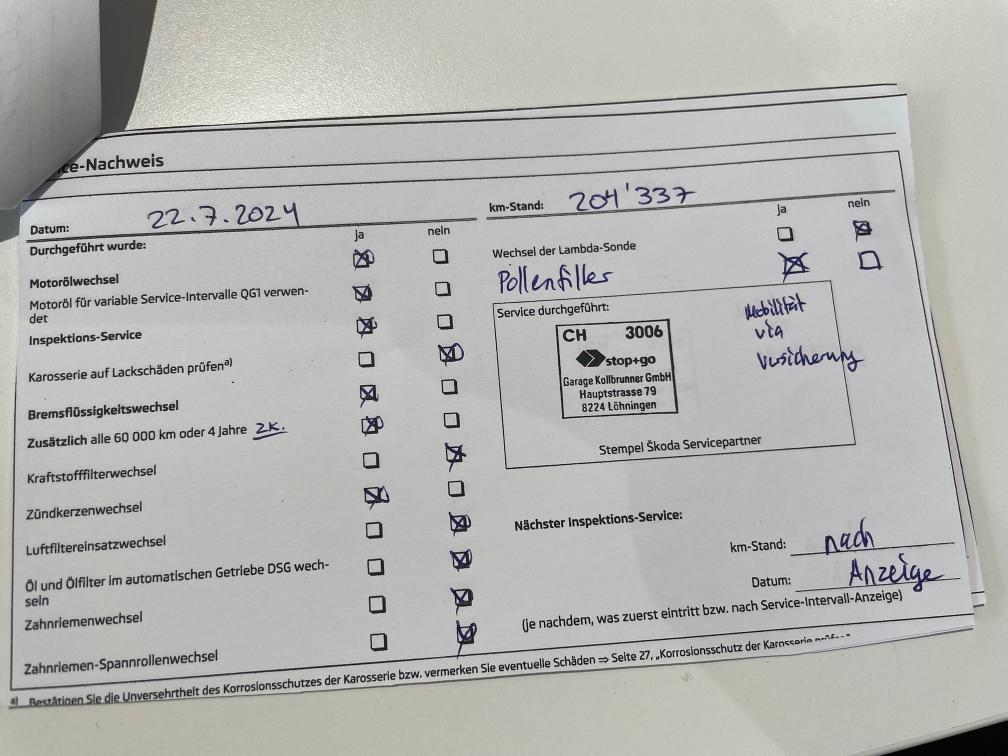 ce-Nachweis
Datum: 22.7.2024
km-Stand: 204'337
Durchgeführt wurde:
ja
nein
Motorölwechsel
Motoröl für variable Service-Intervalle QG1 verwen-
det
Inspektions-Service
Karosserie auf Lackschäden prüfen a)
Bremsflüssigkeitswechsel
Zusätzlich alle 60 000 km oder 4 Jahre ZK.
Kraftstofffilterwechsel
Zündkerzenwechsel
Luftfiltereinsatzwechsel
Öl und Ölfilter im automatischen Getriebe DSG wech-
seln
Zahnriemenwechsel
Zahnriemen-Spannrollenwechsel
ja
nein
Wechsel der Lambda-Sonde
Pollenfilter
Service durchgeführt:
CH 3006
stop+go
Garage Kollbrunner GmbH
Hauptstrasse 79
8224 Löhningen
Mobilität
via
Versicherung
Stempel Škoda Servicepartner
Nächster Inspektions-Service:
km-Stand: nach
Datum: Anzeige
(je nachdem, was zuerst eintritt bzw. nach Service-Intervall-Anzeige)
a) Bestätigen Sie die Unversehrtheit des Korrosionsschutzes der Karosserie bzw. vermerken Sie eventuelle Schäden ⇒ Seite 27, „Korrosionsschutz der Karosserie